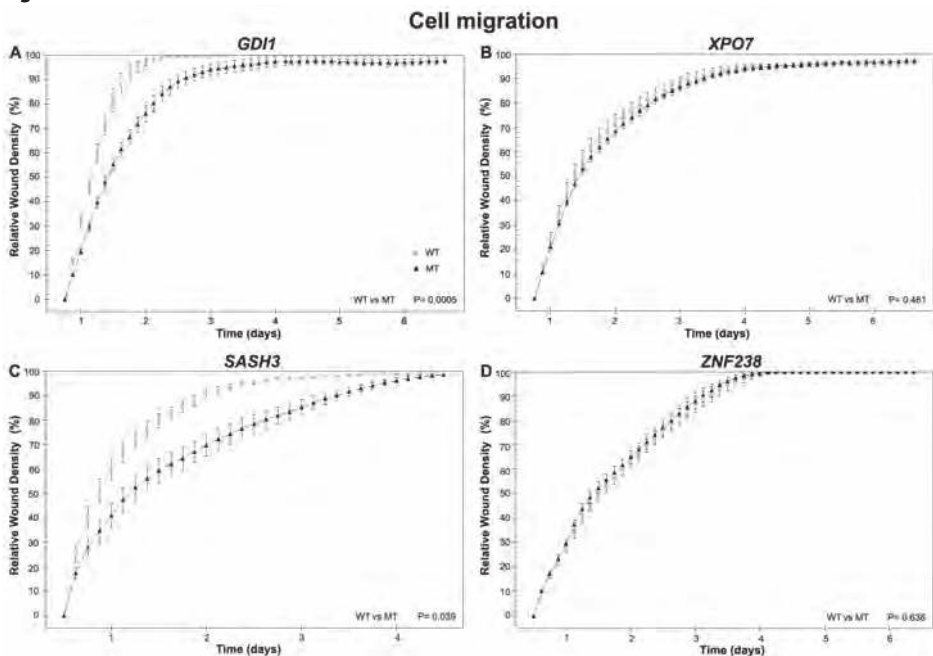 Cell migration
A
GDI1
Relative Wound Density (%)
100
90
80
70
60
50
40
30
20
10
0
WT
MT
WT vs MT P= 0.0005
1 2 3 4 5 6
Time (days)
B
XPO7
Relative Wound Density (%)
100
90
80
70
60
50
40
30
20
10
0
WT vs MT P= 0.461
1 2 3 4 5 6
Time (days)
C
SASH3
Relative Wound Density (%)
100
90
80
70
60
50
40
30
20
10
0
WT vs MT P= 0.039
1 2 3 4
Time (days)
D
ZNF238
Relative Wound Density (%)
100
90
80
70
60
50
40
30
20
10
0
WT vs MT P= 0.636
1 2 3 4 5 6
Time (days)